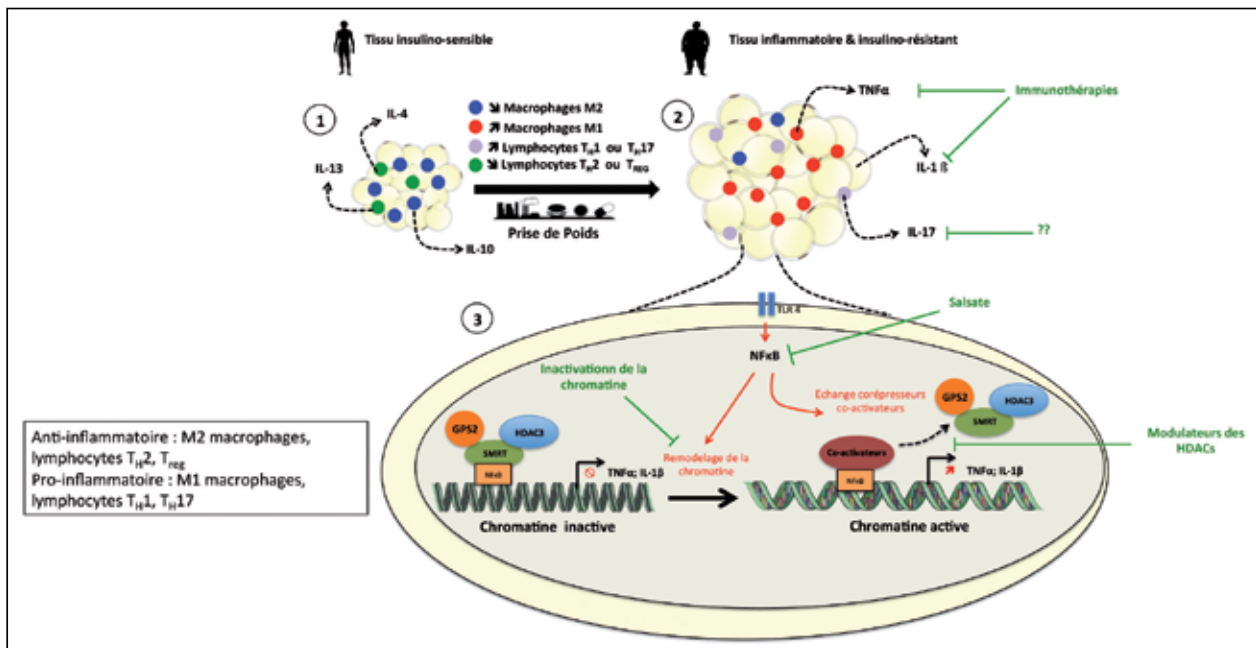 Tissu insulino-sensible
Tissu inflammatoire & insulino-résistant
1
IL-4
IL-13
IL-10
↘ Macrophages M2
↗ Macrophages M1
↗ Lymphocytes TH1 ou TH17
↘ Lymphocytes TH2 ou TREG
Prise de Poids
2
TNFα
Immunothérapies
IL-1 ß
IL-17
??
3
TLR 4
Salsate
NFκB
Inactivationn de la
chromatine
Echange corépresseurs
co-activateurs
GPS2
HDAC3
SMRT
NFκB
TNFα; IL-1β
Chromatine inactive
Remodelage de la
chromatine
GPS2
HDAC3
SMRT
Co-activateurs
NFκB
TNFα; IL-1β
Chromatine active
Modulateurs des
HDACs
Anti-inflammatoire : M2 macrophages,
lymphocytes TH2, Treg
Pro-inflammatoire : M1 macrophages,
lymphocytes TH1, TH17